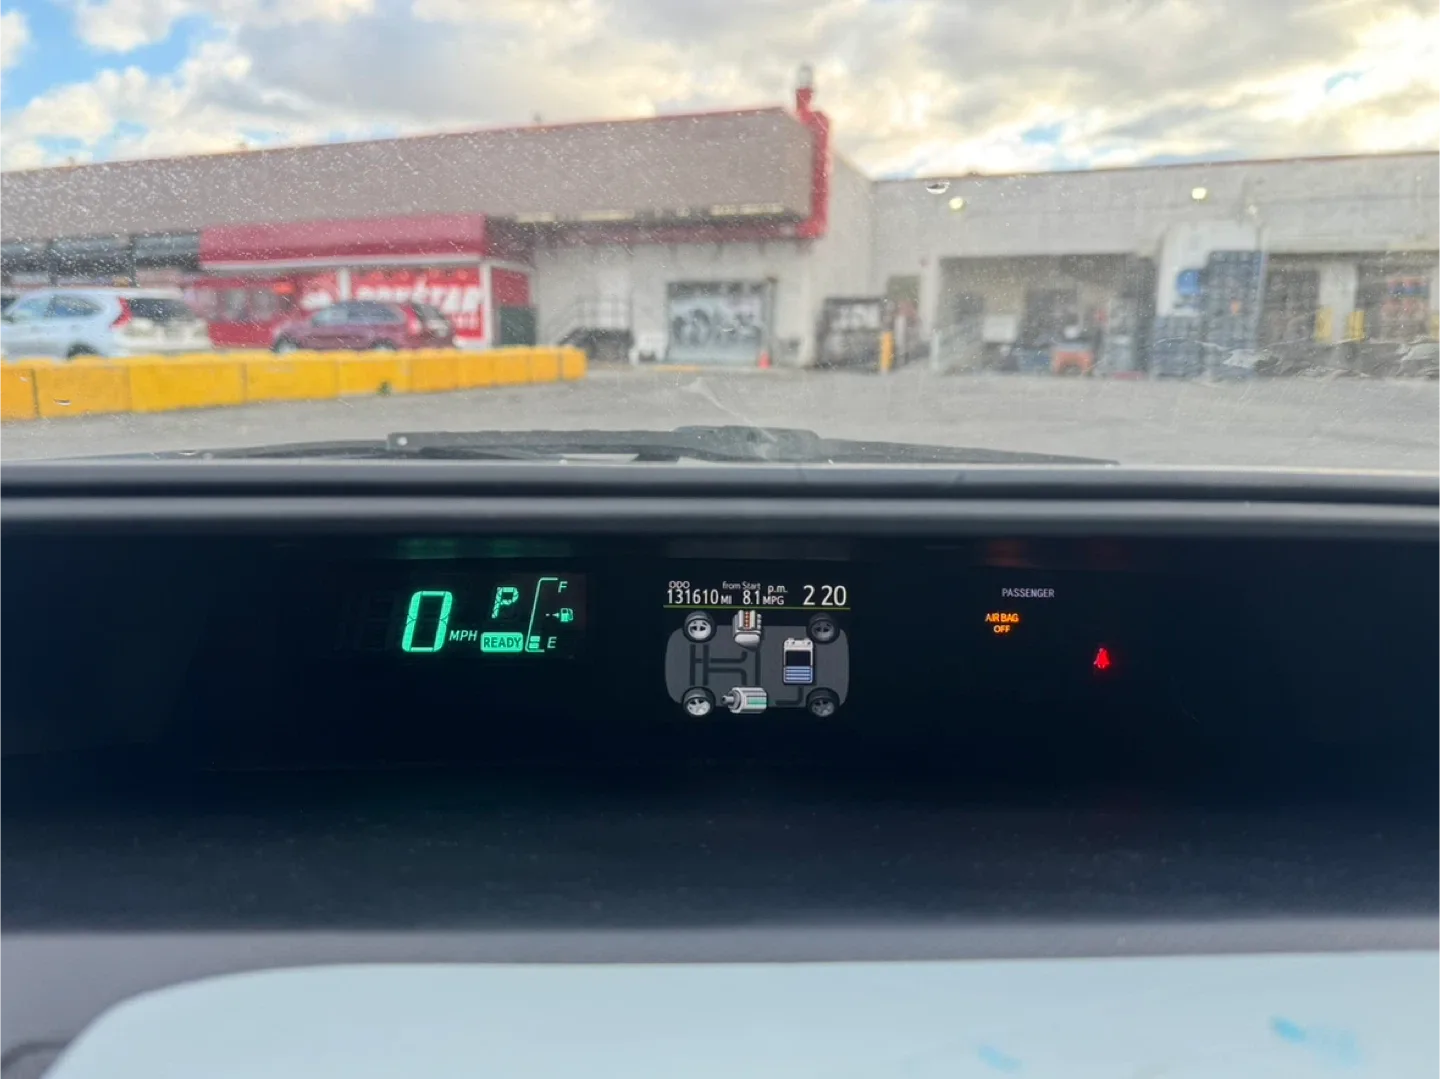 0 MPH
P
READY
F
E
ODO
131610 MI
from Start
8.1 MPG
p.m.
2 20
PASSENGER
AIR BAG
OFF